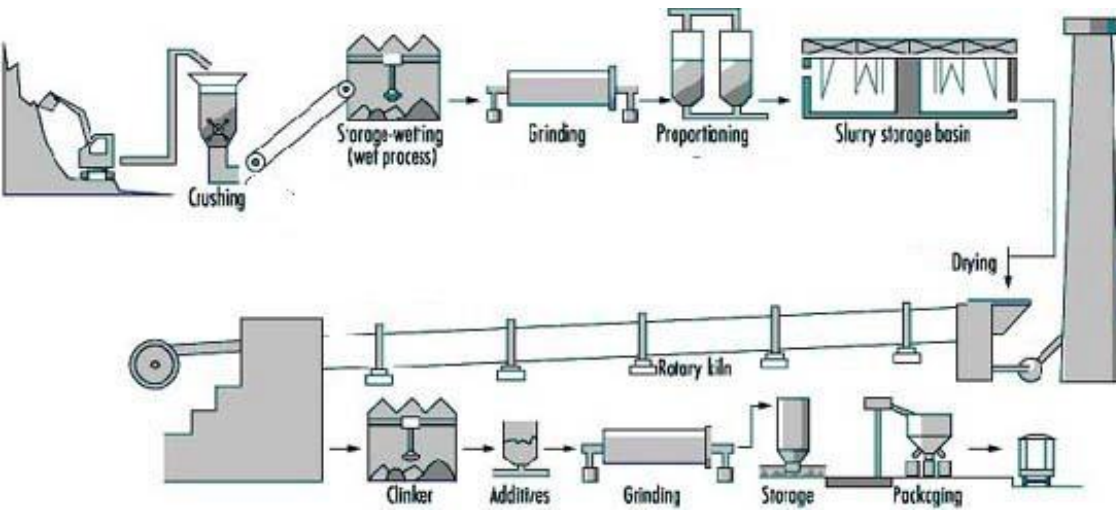 Crushing
Storage-wetting
(wet process)
Grinding
Proportioning
Slurry storage basin
Drying
Rotary kiln
Clinker
Additives
Grinding
Storage
Packaging